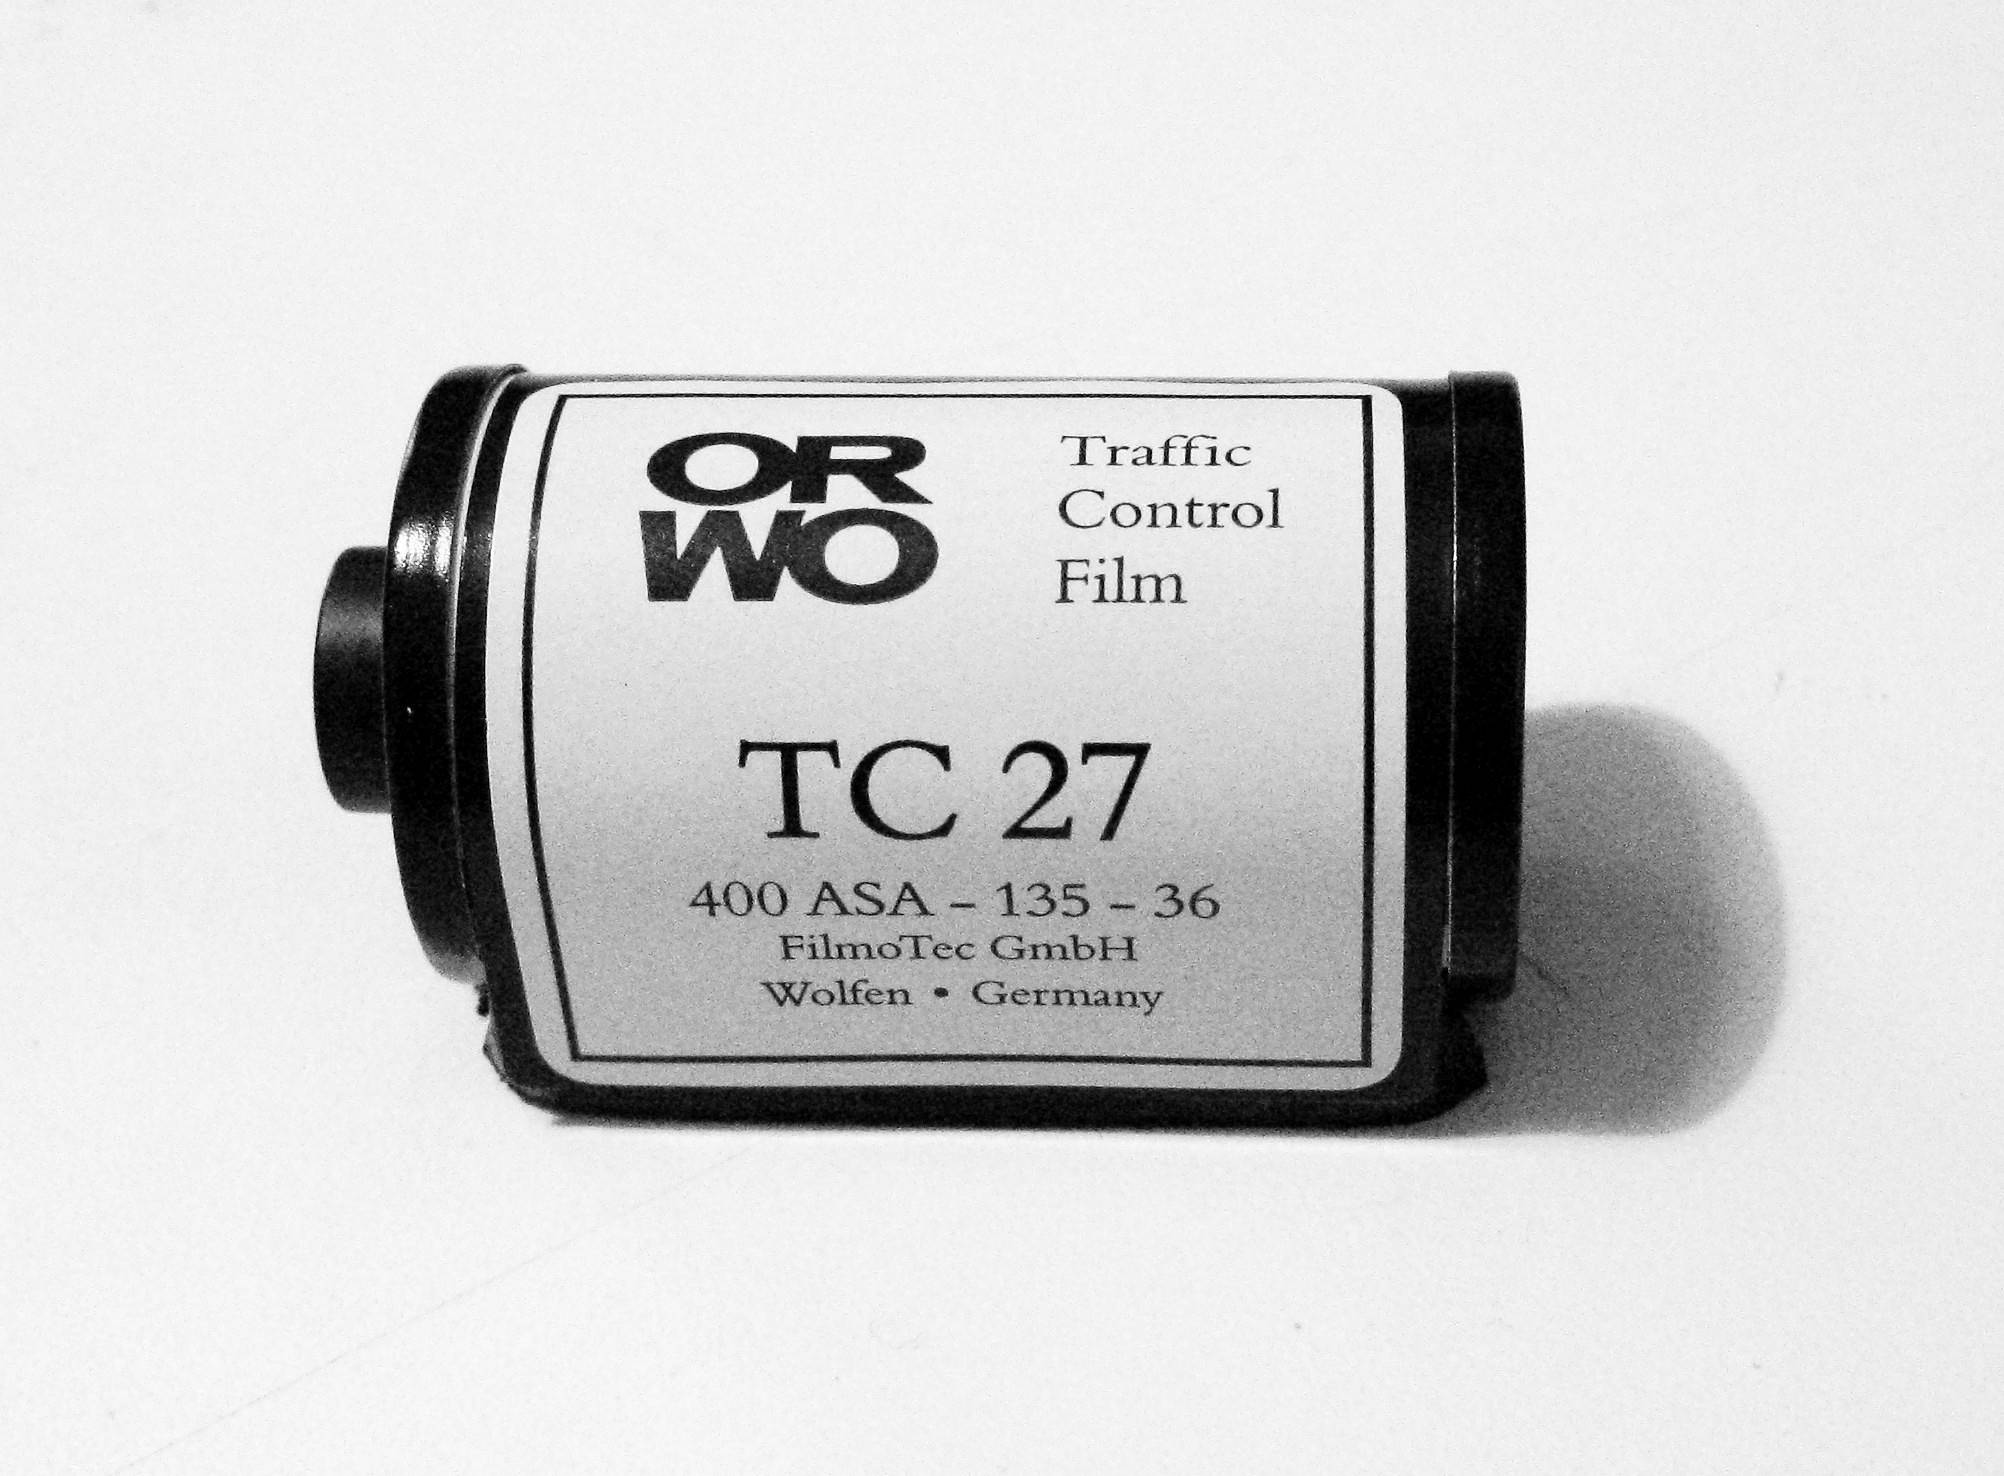 OR
WO
Traffic
Control
Film
TC 27
400 ASA – 135 – 36
FilmoTec GmbH
Wolfen • Germany